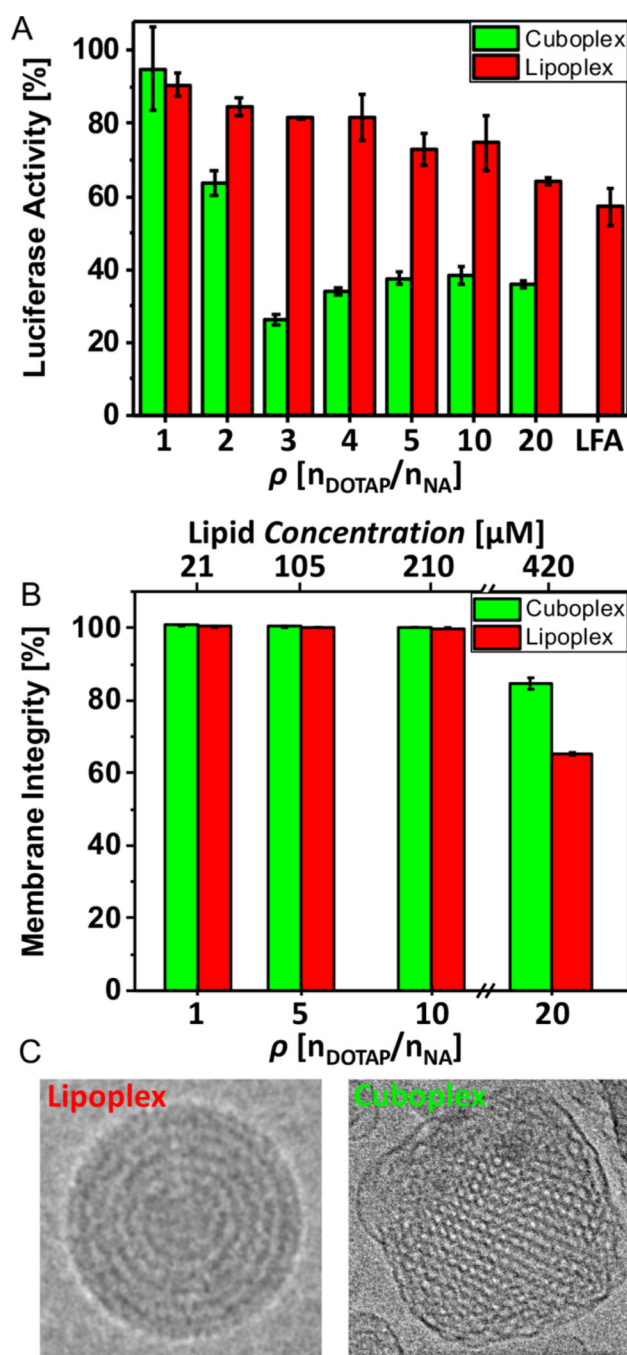 A
Luciferase Activity [%]
100
80
60
40
20
0
Cuboplex
Lipoplex
1 2 3 4 5 10 20 LFA
ρ [nDOTAP/nNA]
Lipid Concentration [µM]
21 105 210 420
B
Membrane Integrity [%]
100
80
60
40
20
0
Cuboplex
Lipoplex
1 5 10 20
ρ [nDOTAP/nNA]
C
Lipoplex
Cuboplex